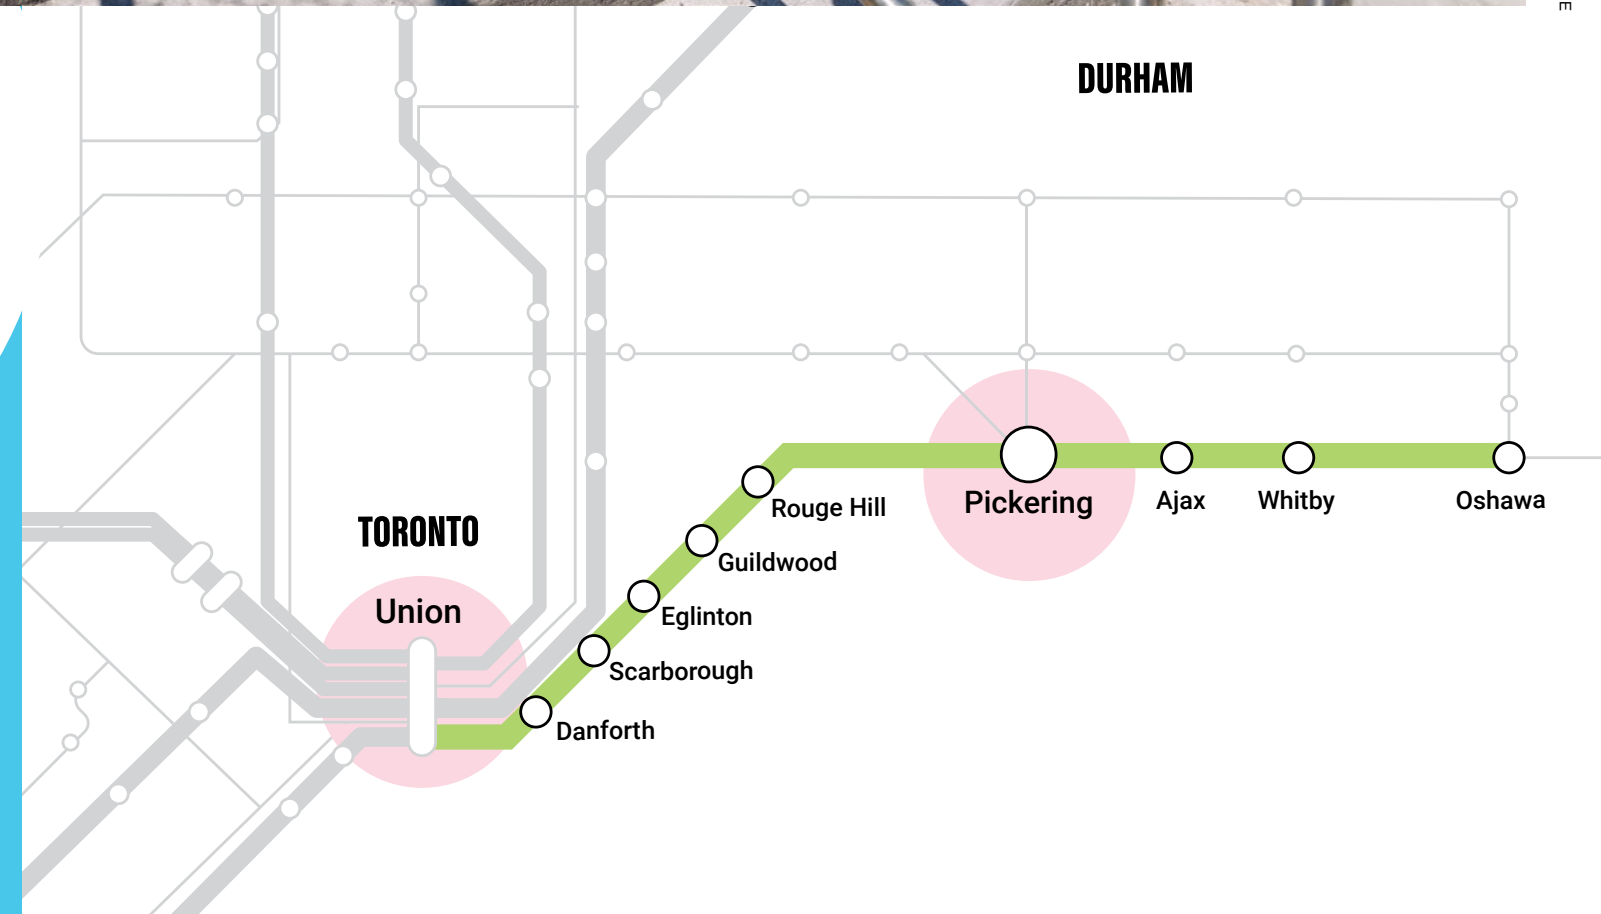 E
DURHAM
Rouge Hill
Pickering
Ajax
Whitby
Oshawa
TORONTO
Guildwood
Union
Eglinton
Scarborough
Danforth